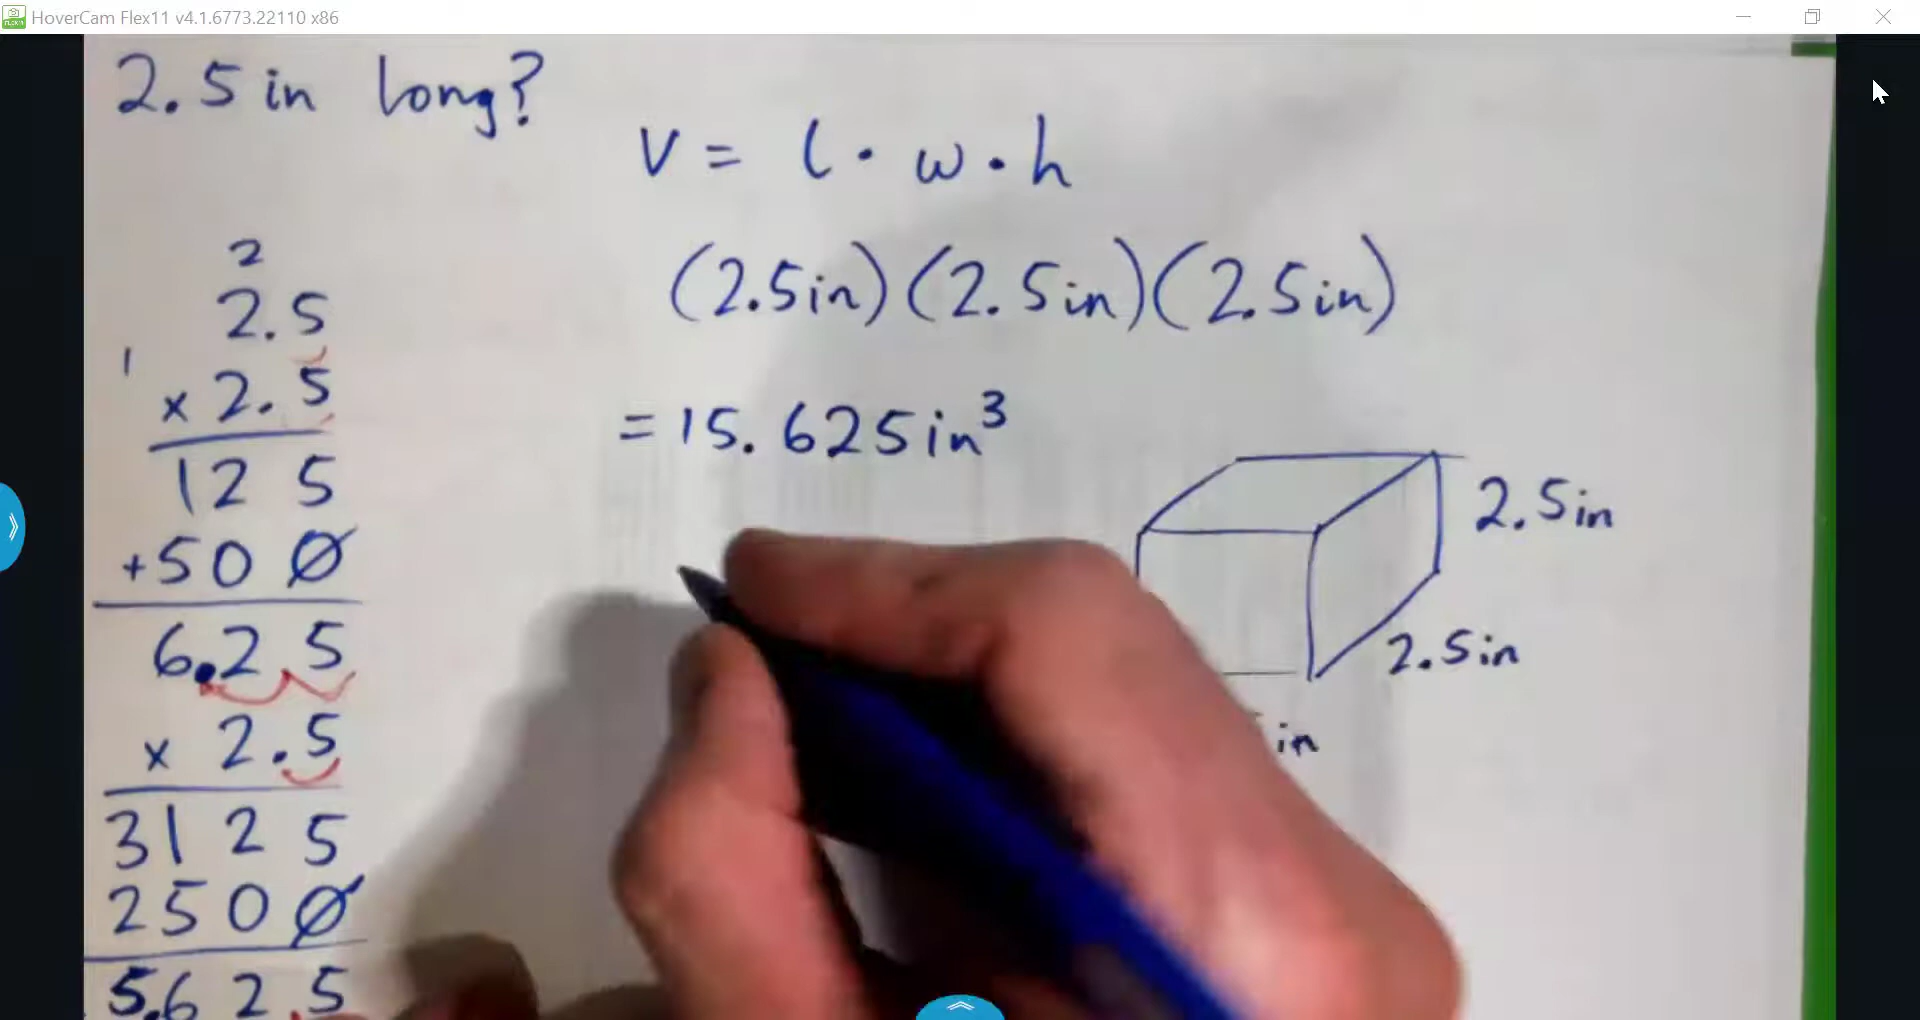 HoverCam Flex11 v4.1.6773.22110 x86
2.5 in long?
V = l · w · h
(2.5in)(2.5in)(2.5in)
= 15.625in³
2
2.5
1
x 2.5
125
+500
6.25
x 2.5
3125
2500
5.625
2.5in
2.5in
in